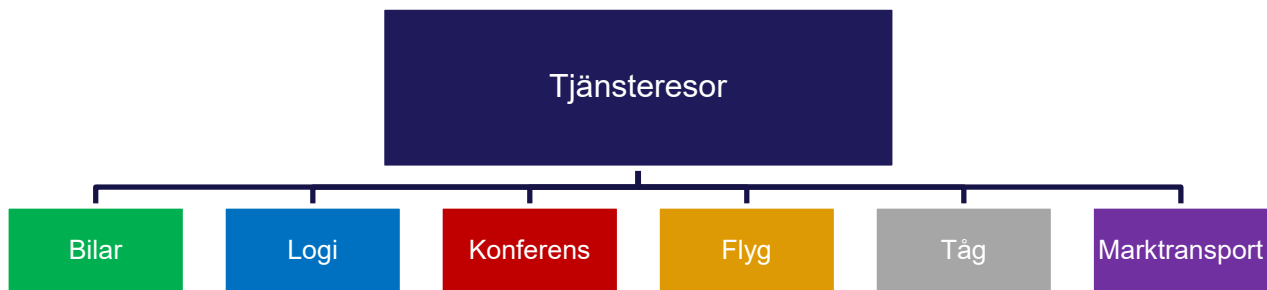 Tjänsteresor
Bilar
Logi
Konferens
Flyg
Tåg
Marktransport